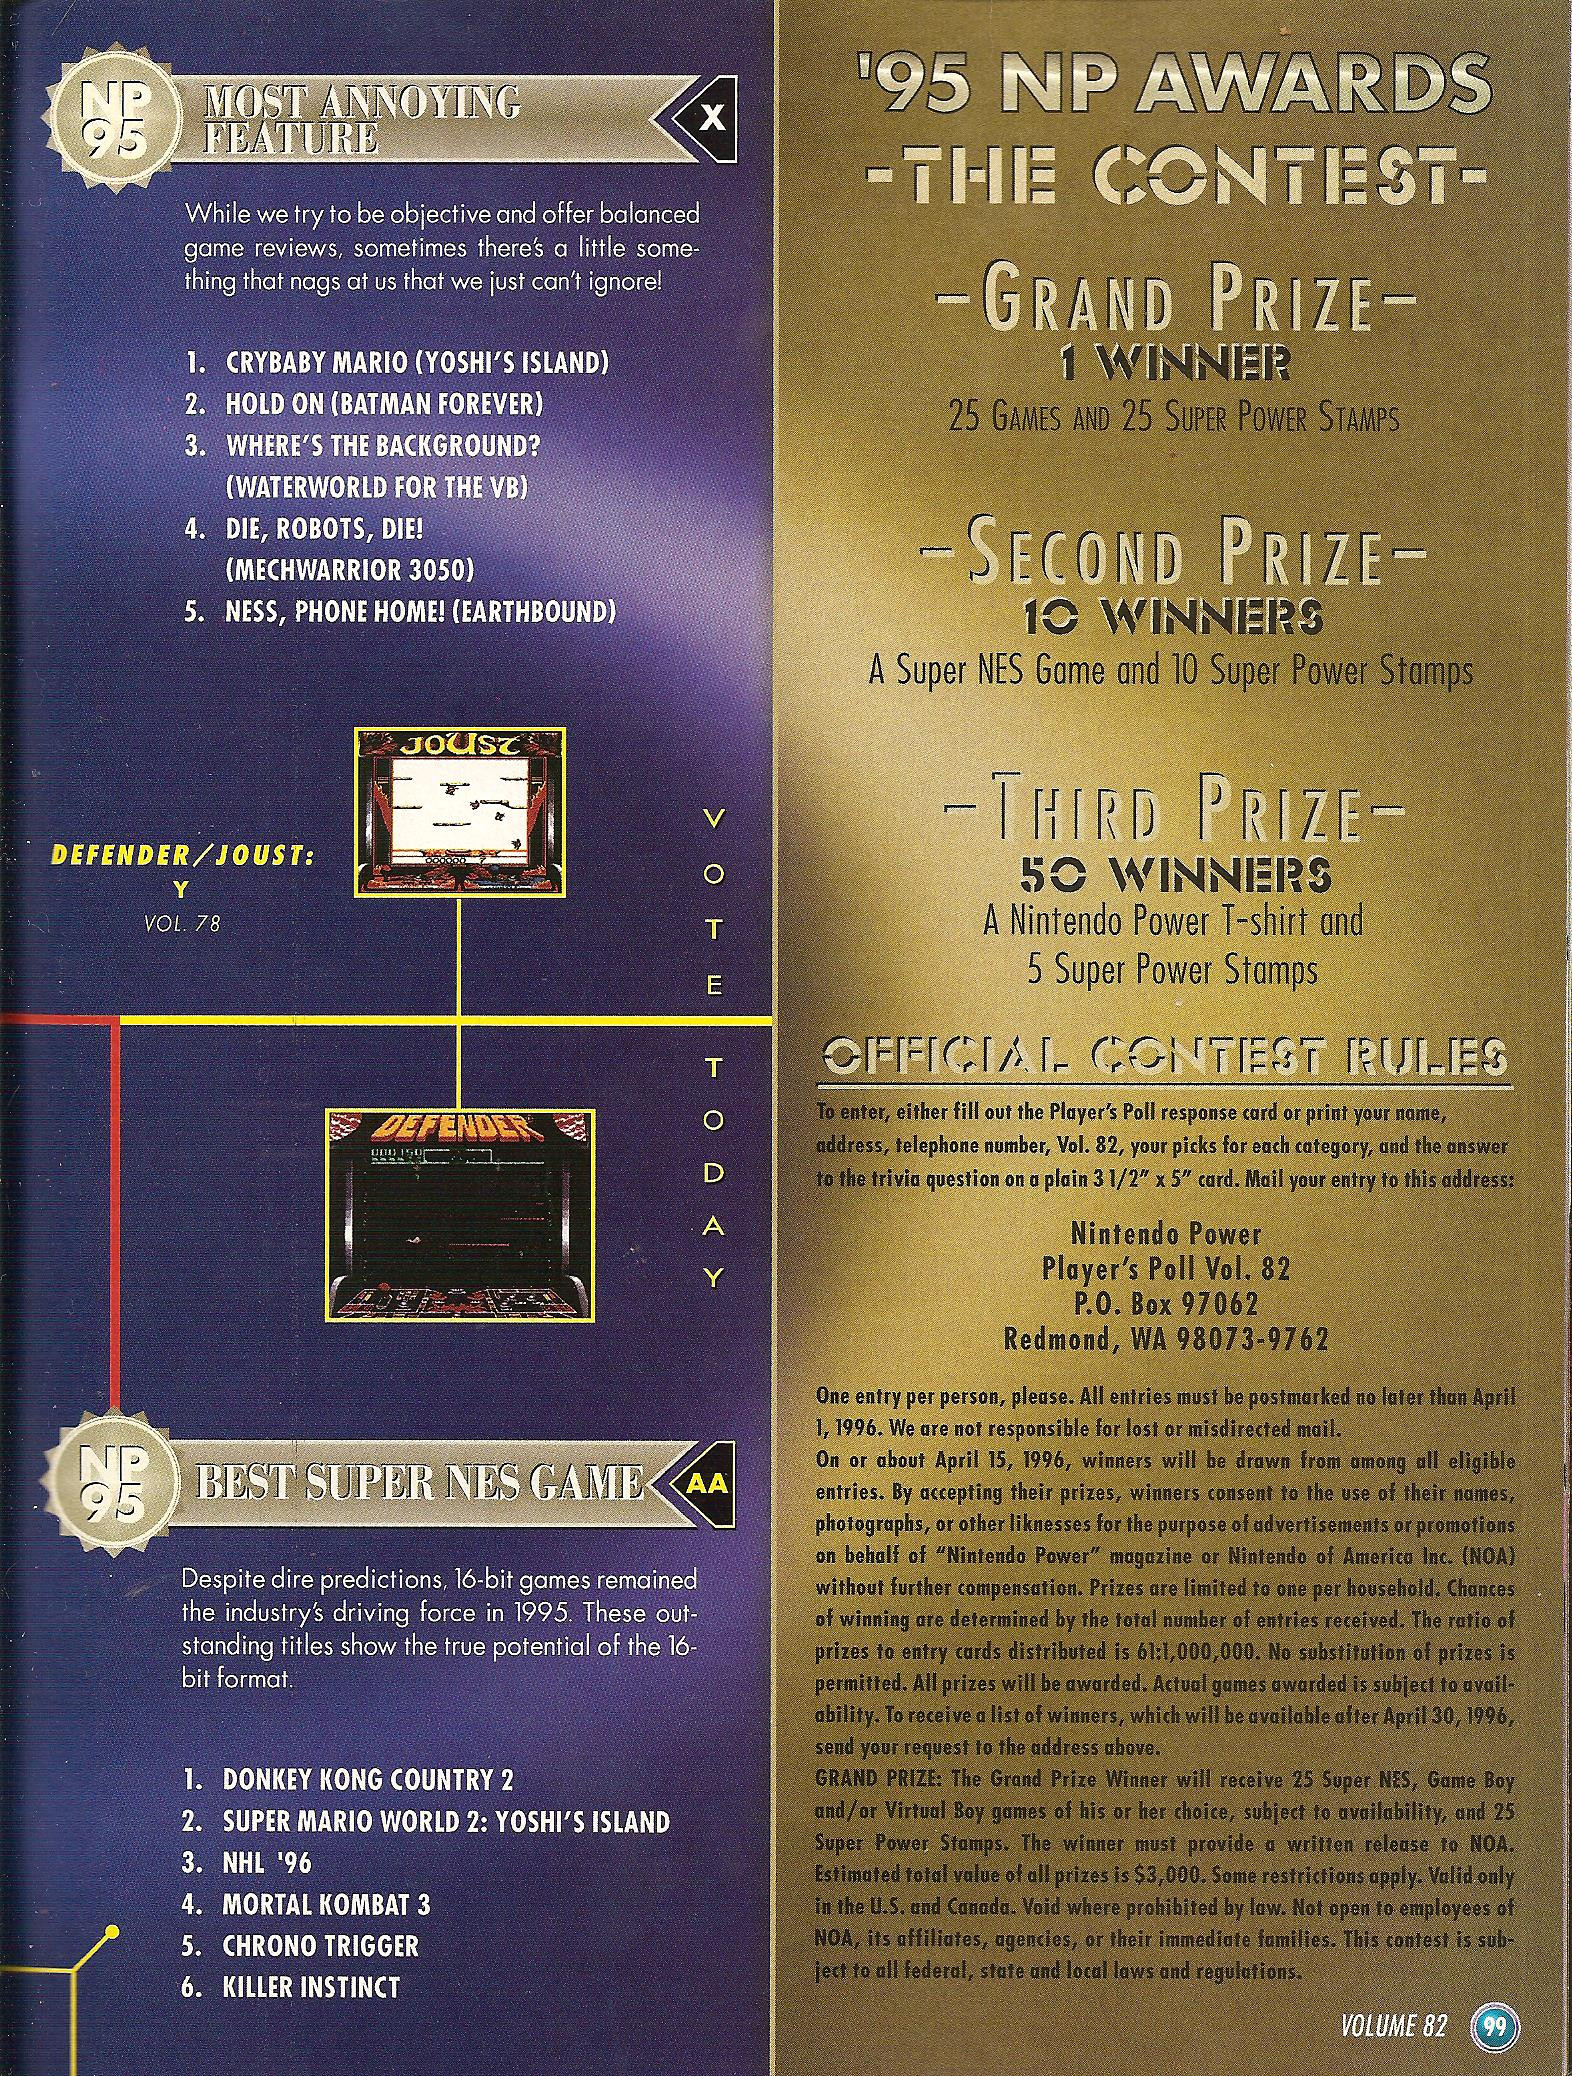 NP
95
MOST ANNOYING
FEATURE
X
While we try to be objective and offer balanced
game reviews, sometimes there's a little some-
thing that nags at us that we just can't ignore!
1. CRYBABY MARIO (YOSHI'S ISLAND)
2. HOLD ON (BATMAN FOREVER)
3. WHERE'S THE BACKGROUND?
(WATERWORLD FOR THE VB)
4. DIE, ROBOTS, DIE!
(MECHWARRIOR 3050)
5. NESS, PHONE HOME! (EARTHBOUND)
JOUST
000000
DEFENDER/JOUST:
Y
VOL. 78
VOTE
TODAY
DEFENDER
000150
NP
95
BEST SUPER NES GAME
AA
Despite dire predictions, 16-bit games remained
the industry's driving force in 1995. These out-
standing titles show the true potential of the 16-
bit format.
1. DONKEY KONG COUNTRY 2
2. SUPER MARIO WORLD 2: YOSHI'S ISLAND
3. NHL '96
4. MORTAL KOMBAT 3
5. CHRONO TRIGGER
6. KILLER INSTINCT
'95 NP AWARDS
-THE CONTEST-
-GRAND PRIZE-
1 WINNER
25 GAMES AND 25 SUPER POWER STAMPS
-SECOND PRIZE-
10 WINNERS
A Super NES Game and 10 Super Power Stamps
-THIRD PRIZE-
50 WINNERS
A Nintendo Power T-shirt and
5 Super Power Stamps
OFFICIAL CONTEST RULES
To enter, either fill out the Player's Poll response card or print your name,
address, telephone number, Vol. 82, your picks for each category, and the answer
to the trivia question on a plain 3 1/2" x 5" card. Mail your entry to this address:
Nintendo Power
Player's Poll Vol. 82
P.O. Box 97062
Redmond, WA 98073-9762
One entry per person, please. All entries must be postmarked no later than April
1, 1996. We are not responsible for lost or misdirected mail.
On or about April 15, 1996, winners will be drawn from among all eligible
entries. By accepting their prizes, winners consent to the use of their names,
photographs, or other liknesses for the purpose of advertisements or promotions
on behalf of "Nintendo Power" magazine or Nintendo of America Inc. (NOA)
without further compensation. Prizes are limited to one per household. Chances
of winning are determined by the total number of entries received. The ratio of
prizes to entry cards distributed is 61:1,000,000. No substitution of prizes is
permitted. All prizes will be awarded. Actual games awarded is subject to avail-
ability. To receive a list of winners, which will be available after April 30, 1996,
send your request to the address above.
GRAND PRIZE: The Grand Prize Winner will receive 25 Super NES, Game Boy
and/or Virtual Boy games of his or her choice, subject to availability, and 25
Super Power Stamps. The winner must provide a written release to NOA.
Estimated total value of all prizes is $3,000. Some restrictions apply. Valid only
in the U.S. and Canada. Void where prohibited by law. Not open to employees of
NOA, its affiliates, agencies, or their immediate families. This contest is sub-
ject to all federal, state and local laws and regulations.
VOLUME 82
99